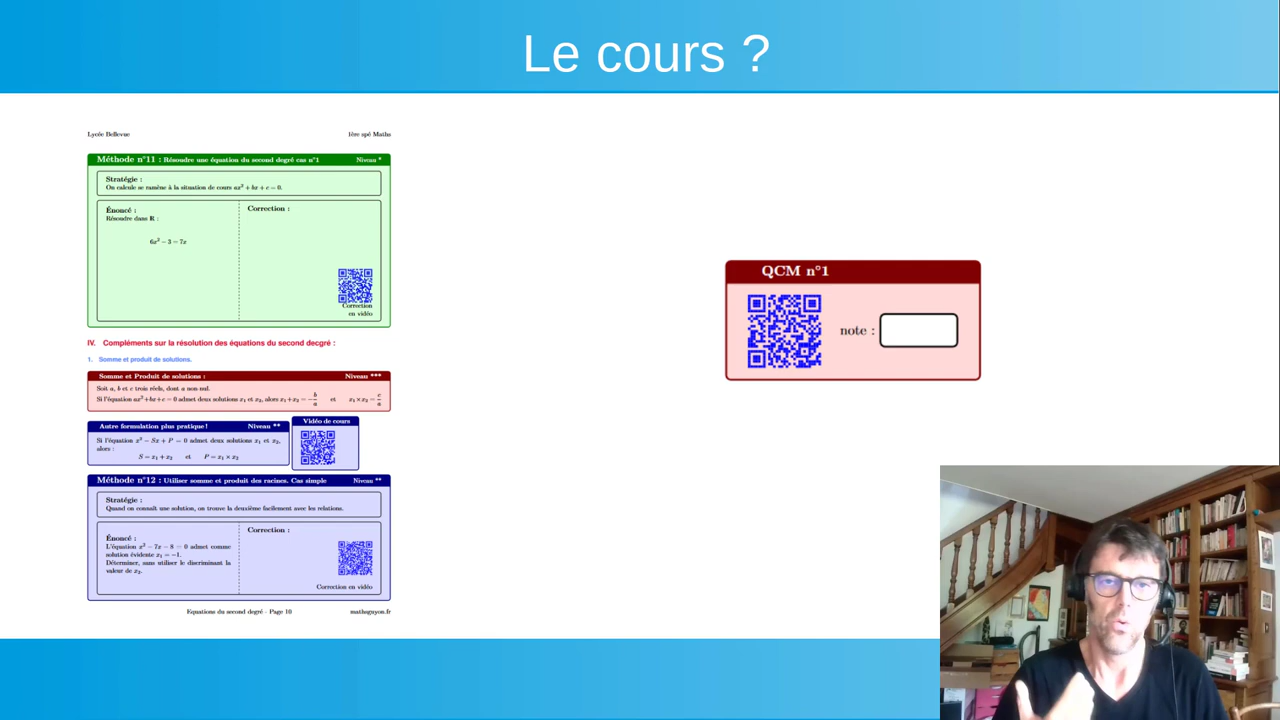 Le cours ?
Lycée Bellevue 1ère spé Maths
Méthode n°11 : Résoudre une équation du second degré cas n°1 Niveau *
Stratégie :
On calcule se ramène à la situation de cours ax² + bx + c = 0.
Énoncé : Correction :
Résoudre dans ℝ :
6x² − 3 = 7x
Correction
en vidéo
IV. Compléments sur la résolution des équations du second decgré :
1. Somme et produit de solutions.
Somme et Produit de solutions : Niveau ***
Soit a, b et c trois réels, dont a non nul.
Si l'équation ax²+bx+c = 0 admet deux solutions x₁ et x₂, alors x₁+x₂ = −b/a et x₁×x₂ = c/a
Autre formulation plus pratique ! Niveau **
Si l'équation x² − Sx + P = 0 admet deux solutions x₁ et x₂,
alors :
S = x₁ + x₂ et P = x₁ × x₂
Vidéo de cours
Méthode n°12 : Utiliser somme et produit des racines. Cas simple Niveau **
Stratégie :
Quand on connaît une solution, on trouve la deuxième facilement avec les relations.
Énoncé : Correction :
L'équation x² − 7x − 8 = 0 admet comme
solution évidente x₁ = −1.
Déterminer, sans utiliser le discriminant la
valeur de x₂.
Correction en vidéo
Equations du second degré - Page 10 mathsguyon.fr
QCM n°1
note :